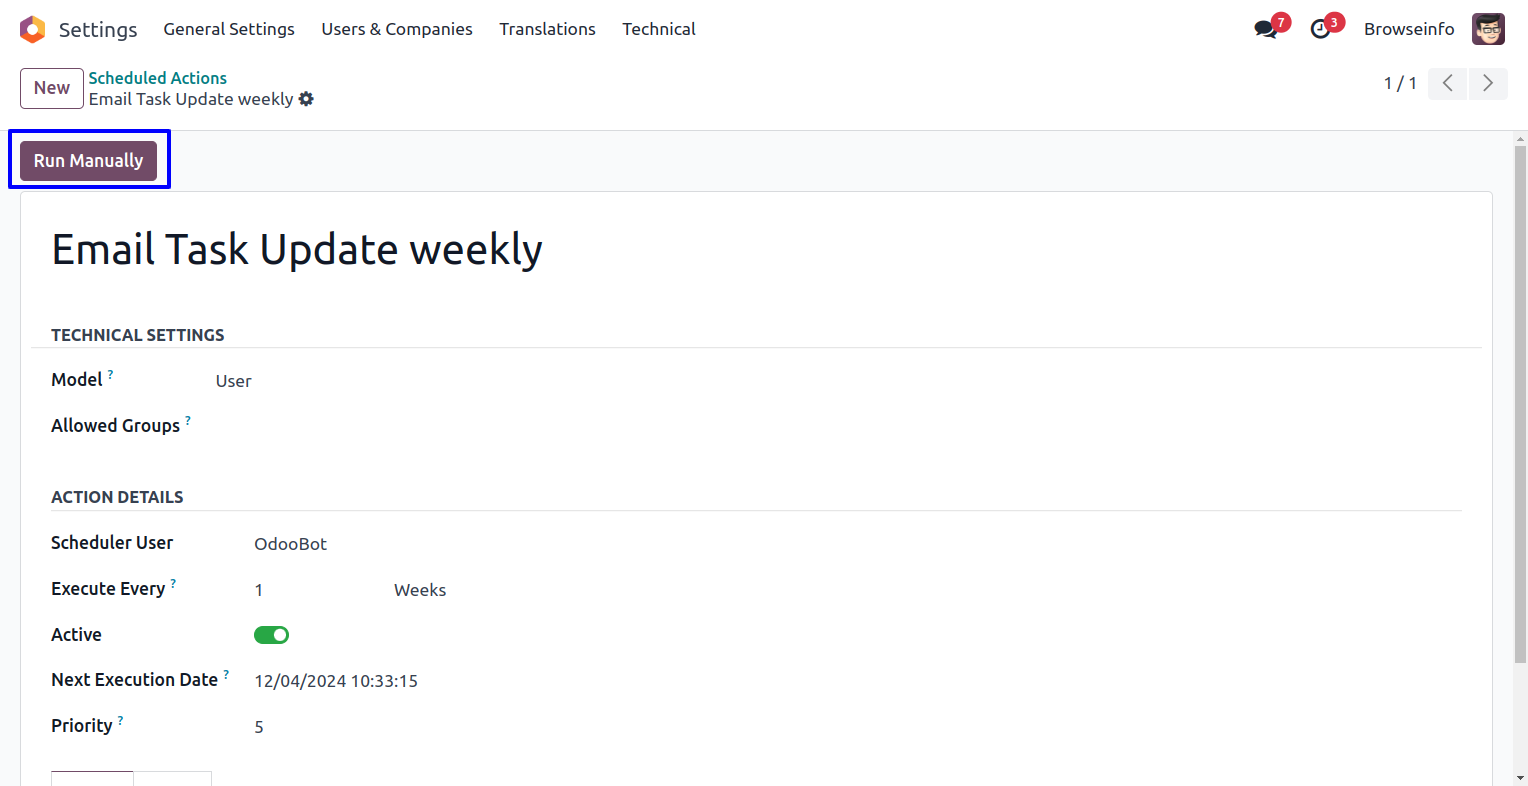 Settings General Settings Users & Companies Translations Technical 7 3 Browseinfo
New Scheduled Actions
Email Task Update weekly
1 / 1
Run Manually
Email Task Update weekly
TECHNICAL SETTINGS
Model ? User
Allowed Groups ?
ACTION DETAILS
Scheduler User OdooBot
Execute Every ? 1 Weeks
Active
Next Execution Date ? 12/04/2024 10:33:15
Priority ? 5